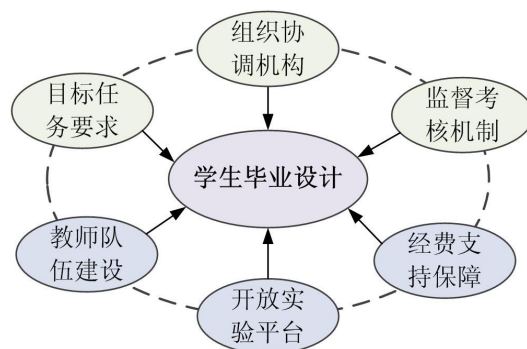 组织协
调机构
目标任
务要求
监督考
核机制
学生毕业设计
教师队
伍建设
经费支
持保障
开放实
验平台